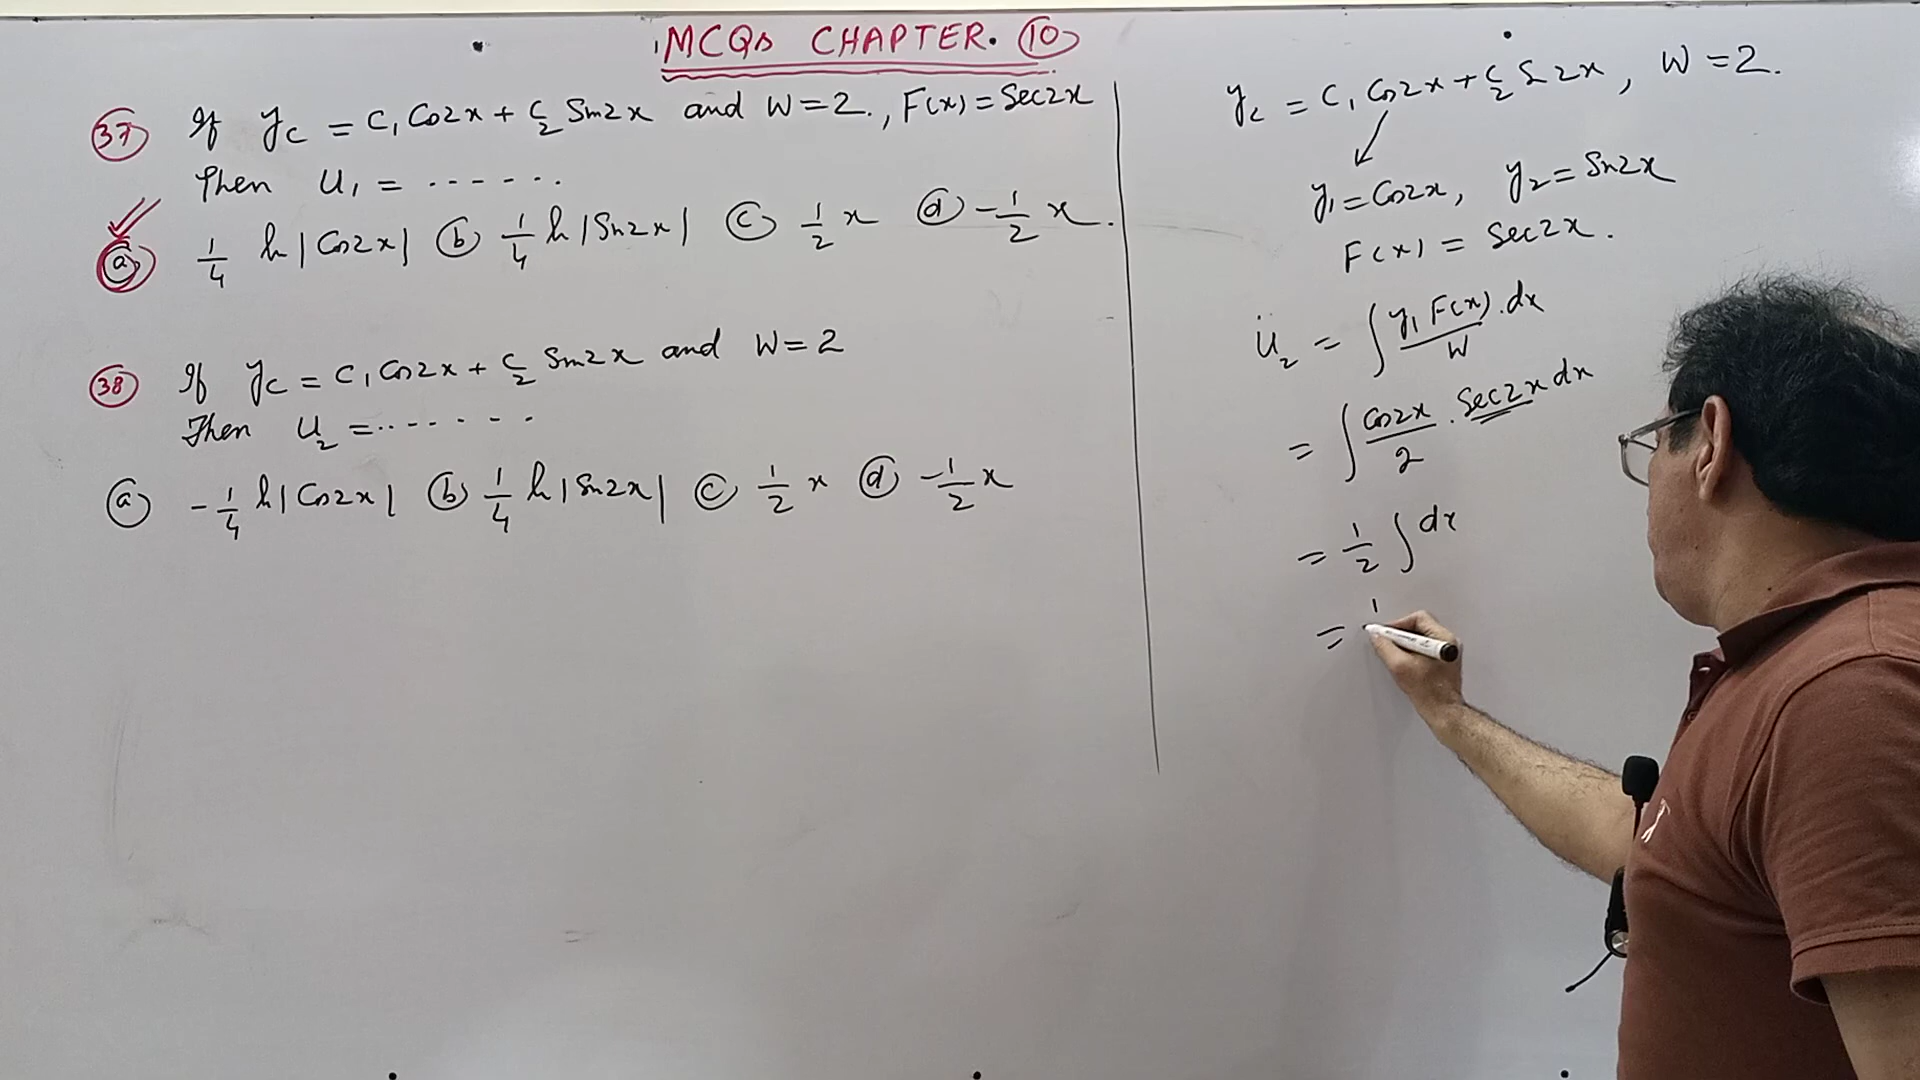 MCQs CHAPTER. 10
37 If yc = C1 Cos2x + C2 Sin2x and W=2., F(x) = Sec2x
Then U1 = ......
a 1/4 ln|Cos2x| b 1/4 ln|Sin2x| c 1/2 x d -1/2 x.
38 If yc = C1 Cos2x + C2 Sin2x and W=2
Then U2 = .......
a -1/4 ln|Cos2x| b 1/4 ln|Sin2x| c 1/2 x d -1/2 x
yc = C1 Cos2x + C2 S 2x, W = 2.
y1 = Cos2x, y2 = Sin2x
F(x) = Sec2x.
U2 = ∫ y1 F(x)/W . dx
= ∫ Cos2x/2 . Sec2x dx
= 1/2 ∫ dx
= 1